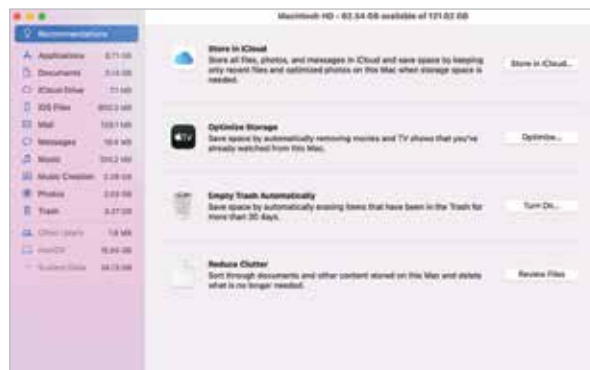 Macintosh HD – 62.54 GB available of 121.02 GB
Recommendations
Applications
Documents
iCloud Drive
iOS Files
Mail
Messages
Music
Music Creation
Photos
Trash
Other Users
macOS
System Data
Store in iCloud
Store all files, photos, and messages in iCloud and save space by keeping
only recent files and optimized photos on this Mac when storage space is
needed.
Store in iCloud...
Optimize Storage
Save space by automatically removing movies and TV shows that you've
already watched from this Mac.
Optimize...
Empty Trash Automatically
Save space by automatically erasing items that have been in the Trash for
more than 30 days.
Turn On...
Reduce Clutter
Sort through documents and other content stored on this Mac and delete
what is no longer needed.
Review Files
tv